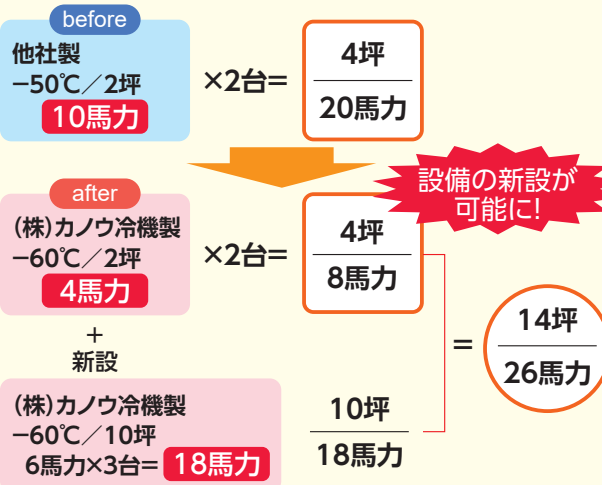 before
他社製
−50℃／2坪
10馬力
×2台=
4坪
20馬力
設備の新設が
可能に!
after
(株)カノウ冷機製
−60℃／2坪
4馬力
×2台=
4坪
8馬力
+
新設
(株)カノウ冷機製
−60℃／10坪
6馬力×3台= 18馬力
10坪
18馬力
=
14坪
26馬力